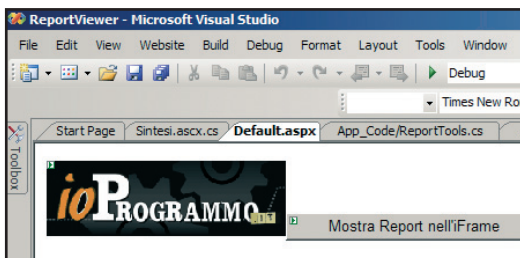 ReportViewer - Microsoft Visual Studio
File Edit View Website Build Debug Format Layout Tools Window
Debug
Times New Ro
Start Page Sintesi.ascx.cs Default.aspx App_Code/ReportTools.cs
Toolbox
ioProgrammo.it
Mostra Report nell'iFrame